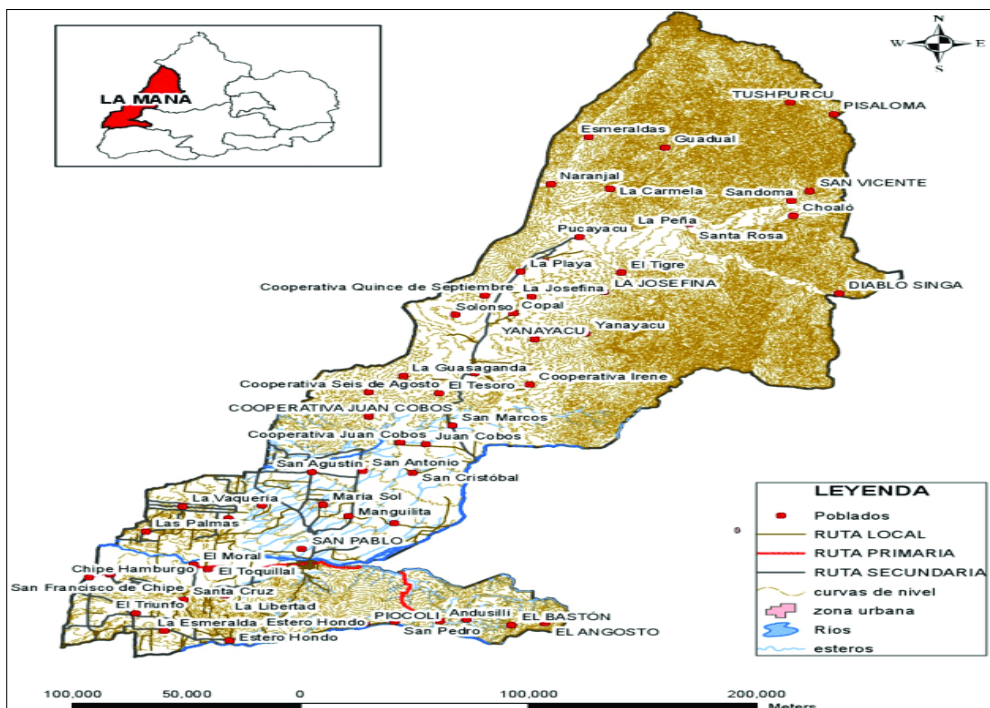 N
W E
S
LA MANA
TUSHPURCU
PISALOMA
Esmeraldas
Guadual
Naranjal
La Carmela
Sandoma
SAN VICENTE
Choaló
La Peña
Pucayacu
Santa Rosa
La Playa
El Tigre
Cooperativa Quince de Septiembre
La Josefina
LA JOSEFINA
DIABLO SINGA
Solonso
Copal
YANAYACU
Yanayacu
La Guasaganda
Cooperativa Seis de Agosto
El Tesoro
Cooperativa Irene
COOPERATIVA JUAN COBOS
San Marcos
Cooperativa Juan Cobos
Juan Cobos
San Agustín
San Antonio
San Cristóbal
La Vaquería
María Sol
Las Palmas
Manguilita
SAN PABLO
El Moral
Chipe Hamburgo
El Toquillal
San Francisco de Chipe
Santa Cruz
El Triunfo
La Libertad
PIOCOLI
Andusilli
EL BASTÓN
La Esmeralda
Estero Hondo
San Pedro
EL ANGOSTO
Estero Hondo
LEYENDA
Poblados
RUTA LOCAL
RUTA PRIMARIA
RUTA SECUNDARIA
curvas de nivel
zona urbana
Ríos
esteros
100,000 50,000 0 100,000 200,000
Meters